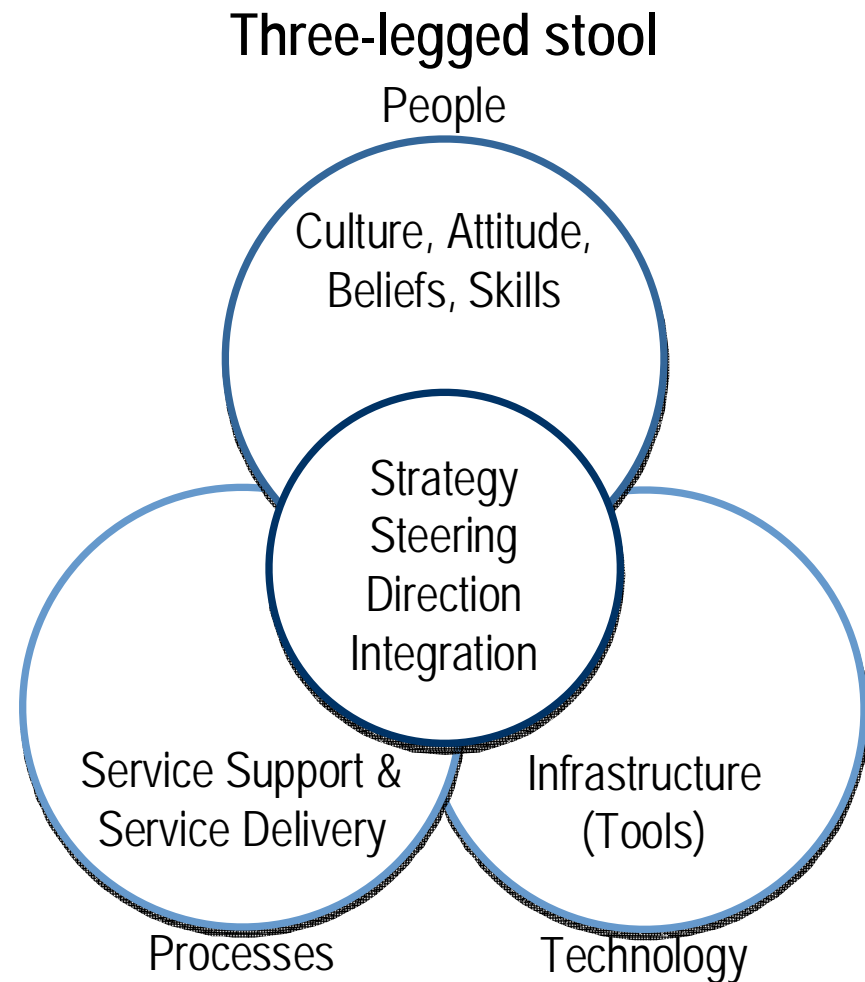 Three-legged stool
People
Culture, Attitude,
Beliefs, Skills
Strategy
Steering
Direction
Integration
Service Support &
Service Delivery
Infrastructure
(Tools)
Processes
Technology